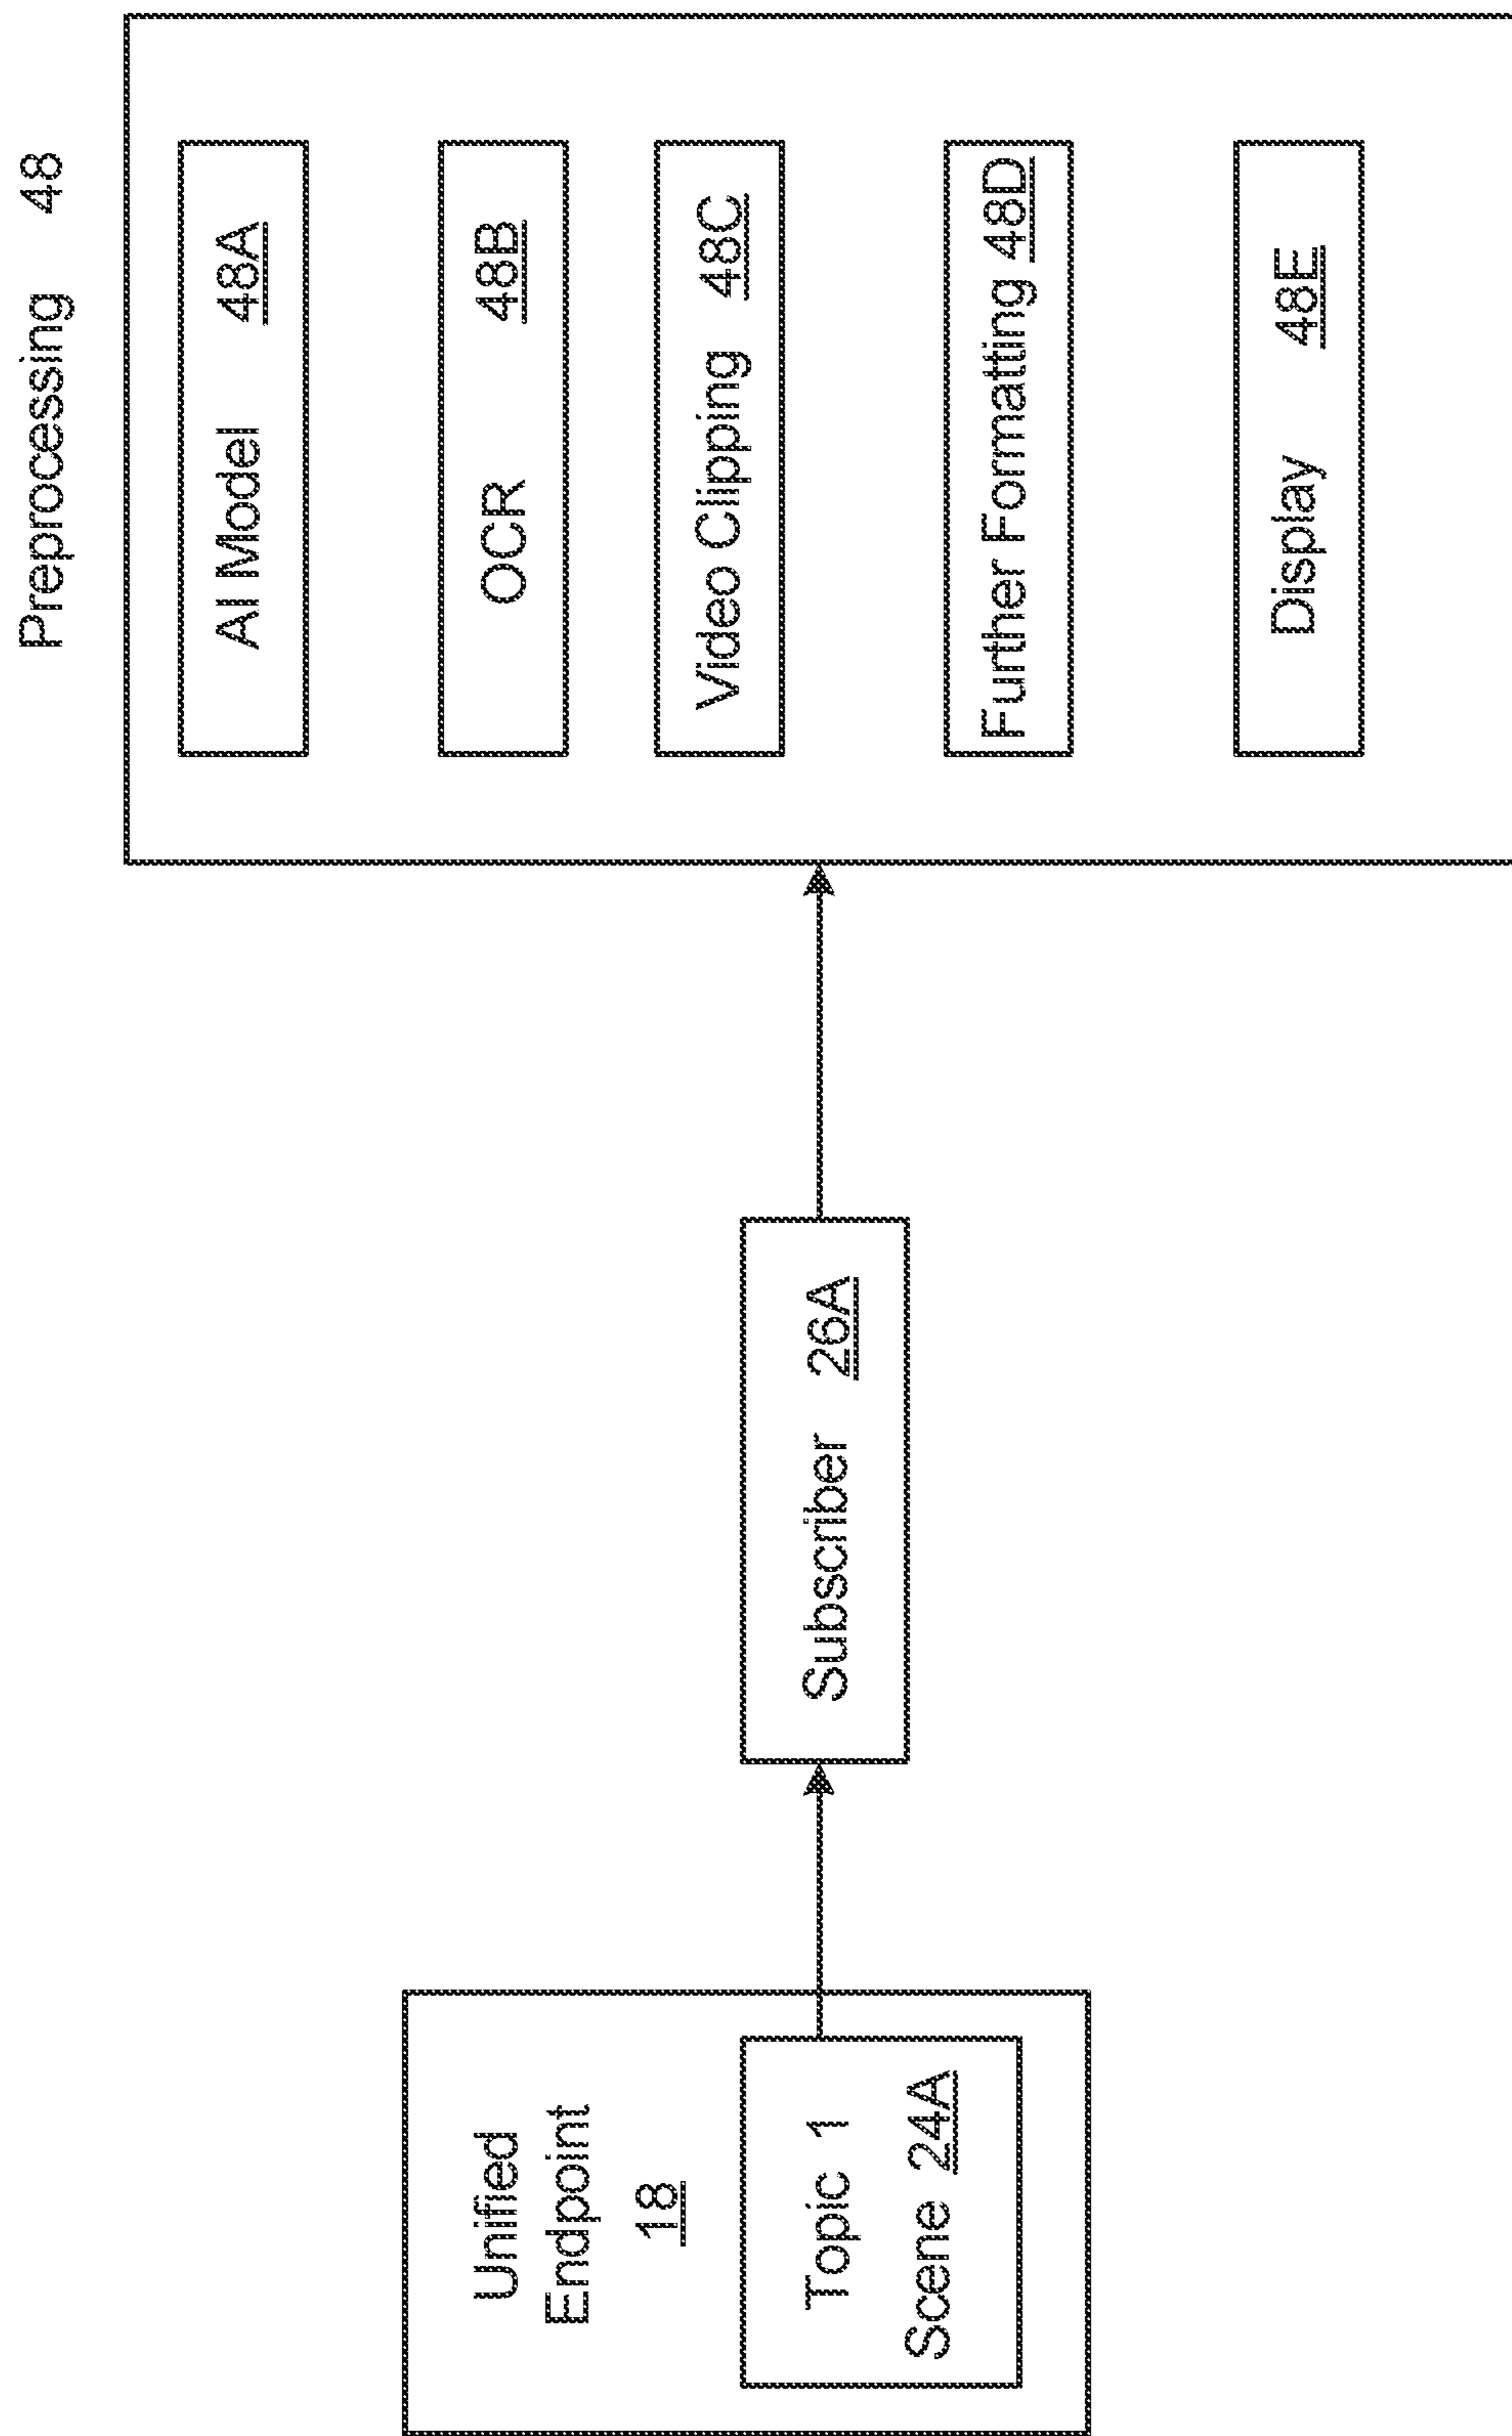 Unified
Endpoint
18
Topic 1
Scene 24A
Subscriber 26A
Preprocessing 48
AI Model 48A
OCR 48B
Video Clipping 48C
Further Formatting 48D
Display 48E